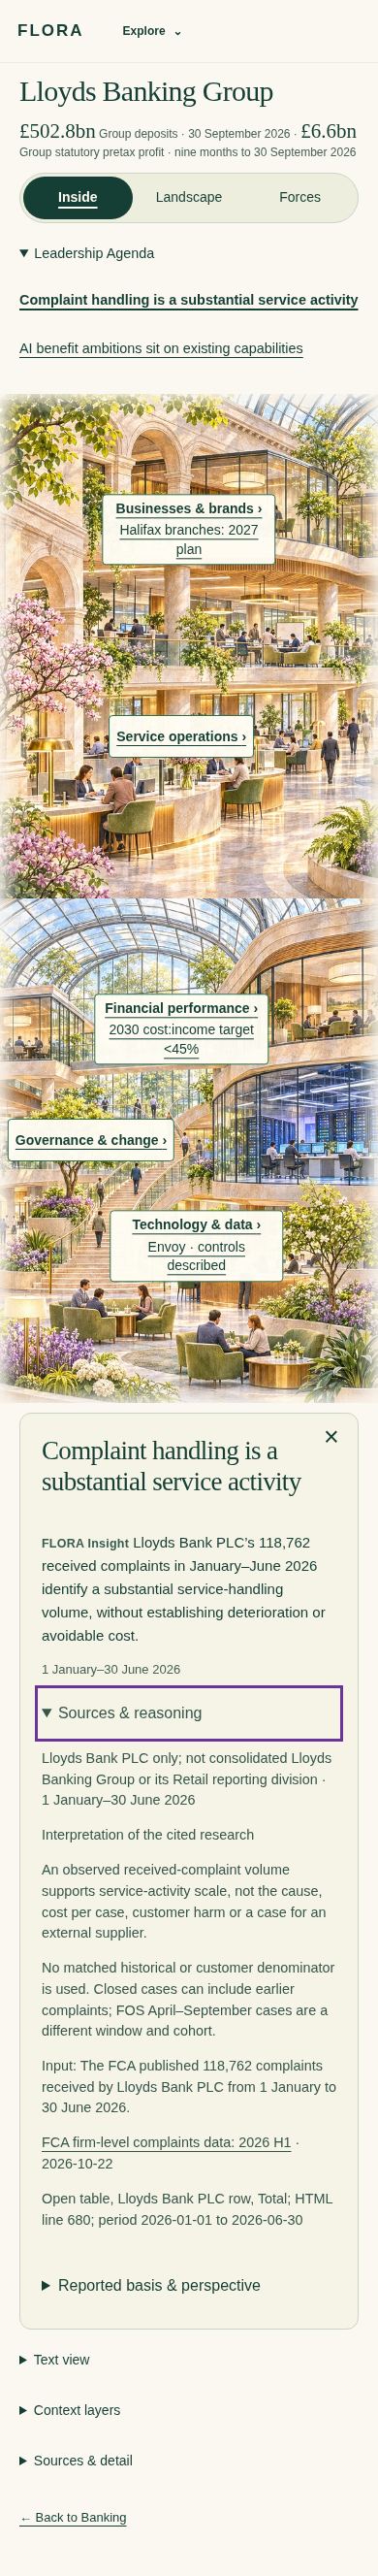 FLORA
Explore ⌄
Lloyds Banking Group
£502.8bn Group deposits · 30 September 2026 · £6.6bn
Group statutory pretax profit · nine months to 30 September 2026
Inside
Landscape
Forces
▼ Leadership Agenda
Complaint handling is a substantial service activity
AI benefit ambitions sit on existing capabilities
Businesses & brands ›
Halifax branches: 2027
plan
Service operations ›
Financial performance ›
2030 cost:income target
<45%
Governance & change ›
Technology & data ›
Envoy · controls
described
×
Complaint handling is a
substantial service activity
FLORA Insight Lloyds Bank PLC’s 118,762
received complaints in January–June 2026
identify a substantial service-handling
volume, without establishing deterioration or
avoidable cost.
1 January–30 June 2026
▼ Sources & reasoning
Lloyds Bank PLC only; not consolidated Lloyds
Banking Group or its Retail reporting division ·
1 January–30 June 2026
Interpretation of the cited research
An observed received-complaint volume
supports service-activity scale, not the cause,
cost per case, customer harm or a case for an
external supplier.
No matched historical or customer denominator
is used. Closed cases can include earlier
complaints; FOS April–September cases are a
different window and cohort.
Input: The FCA published 118,762 complaints
received by Lloyds Bank PLC from 1 January to
30 June 2026.
FCA firm-level complaints data: 2026 H1 ·
2026-10-22
Open table, Lloyds Bank PLC row, Total; HTML
line 680; period 2026-01-01 to 2026-06-30
▶ Reported basis & perspective
▶ Text view
▶ Context layers
▶ Sources & detail
← Back to Banking